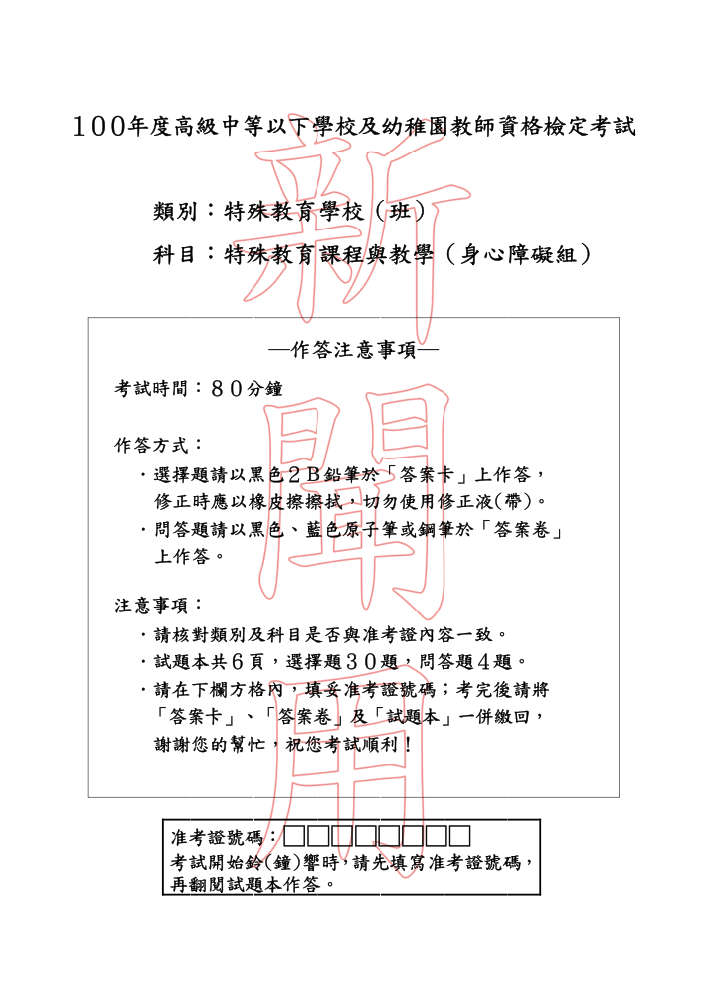 100年度高級中等以下學校及幼稚園教師資格檢定考試
類別：特殊教育學校（班）
科目：特殊教育課程與教學（身心障礙組）
—作答注意事項—
考試時間：８０分鐘
作答方式：
．選擇題請以黑色２Ｂ鉛筆於「答案卡」上作答，
修正時應以橡皮擦擦拭，切勿使用修正液(帶)。
．問答題請以黑色、藍色原子筆或鋼筆於「答案卷」
上作答。
注意事項：
．請核對類別及科目是否與准考證內容一致。
．試題本共６頁，選擇題３０題，問答題４題。
．請在下欄方格內，填妥准考證號碼；考完後請將
「答案卡」、「答案卷」及「試題本」一併繳回，
謝謝您的幫忙，祝您考試順利！
准考證號碼：□□□□□□□□
考試開始鈴(鐘)響時，請先填寫准考證號碼，
再翻閱試題本作答。
新聞用